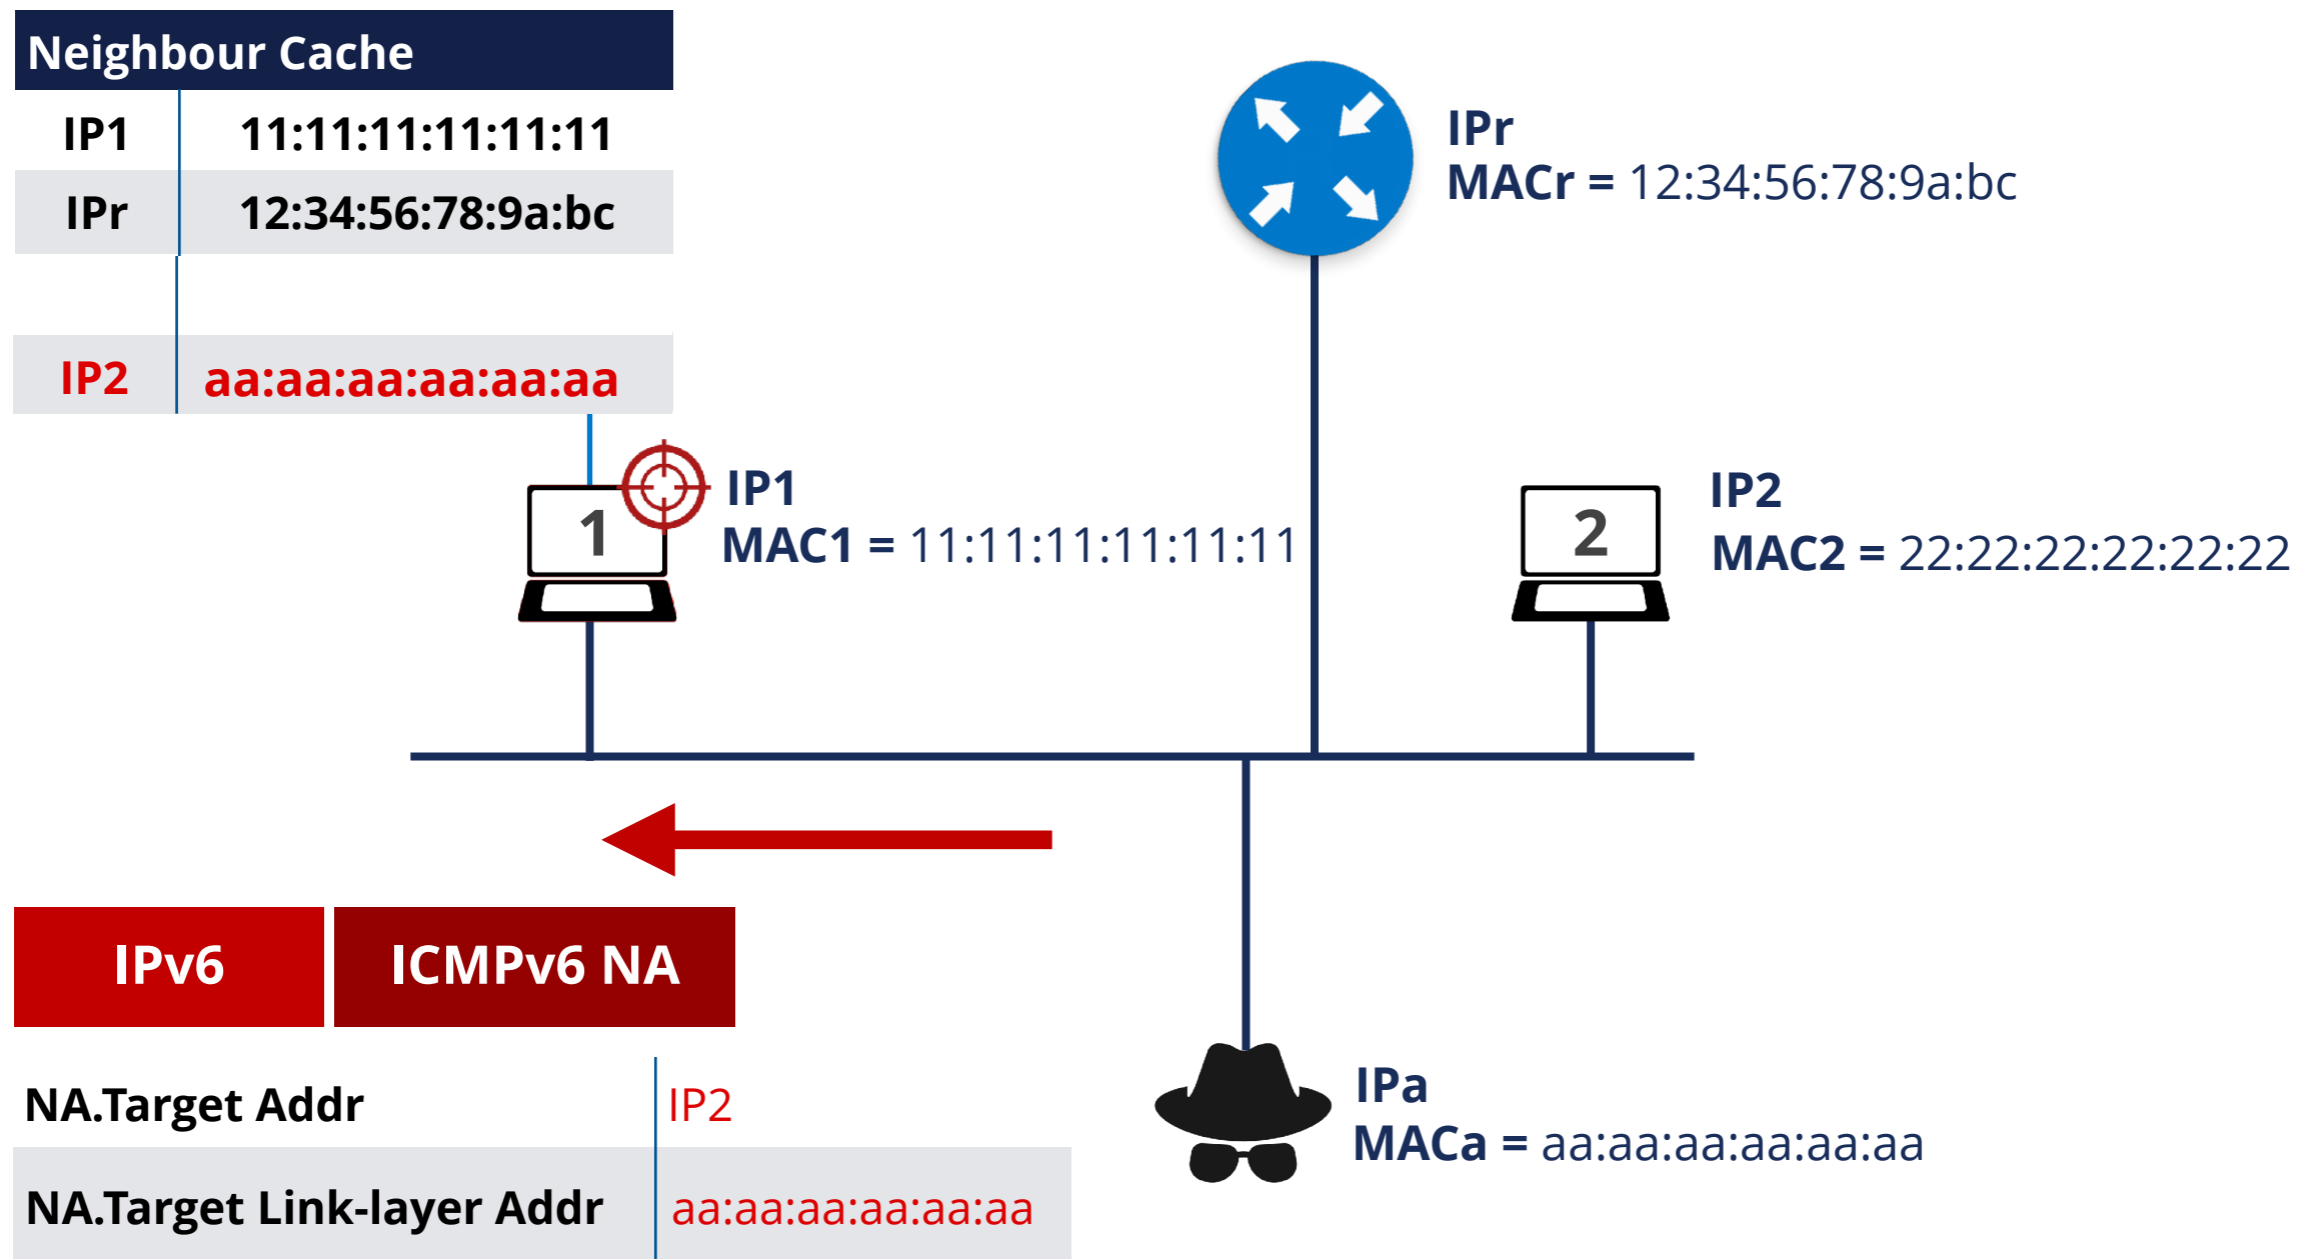 Neighbour Cache
IP1 11:11:11:11:11:11
IPr 12:34:56:78:9a:bc
IP2 aa:aa:aa:aa:aa:aa
IPr
MACr = 12:34:56:78:9a:bc
1
IP1
MAC1 = 11:11:11:11:11:11
2
IP2
MAC2 = 22:22:22:22:22:22
IPv6
ICMPv6 NA
NA.Target Addr IP2
NA.Target Link-layer Addr aa:aa:aa:aa:aa:aa
IPa
MACa = aa:aa:aa:aa:aa:aa